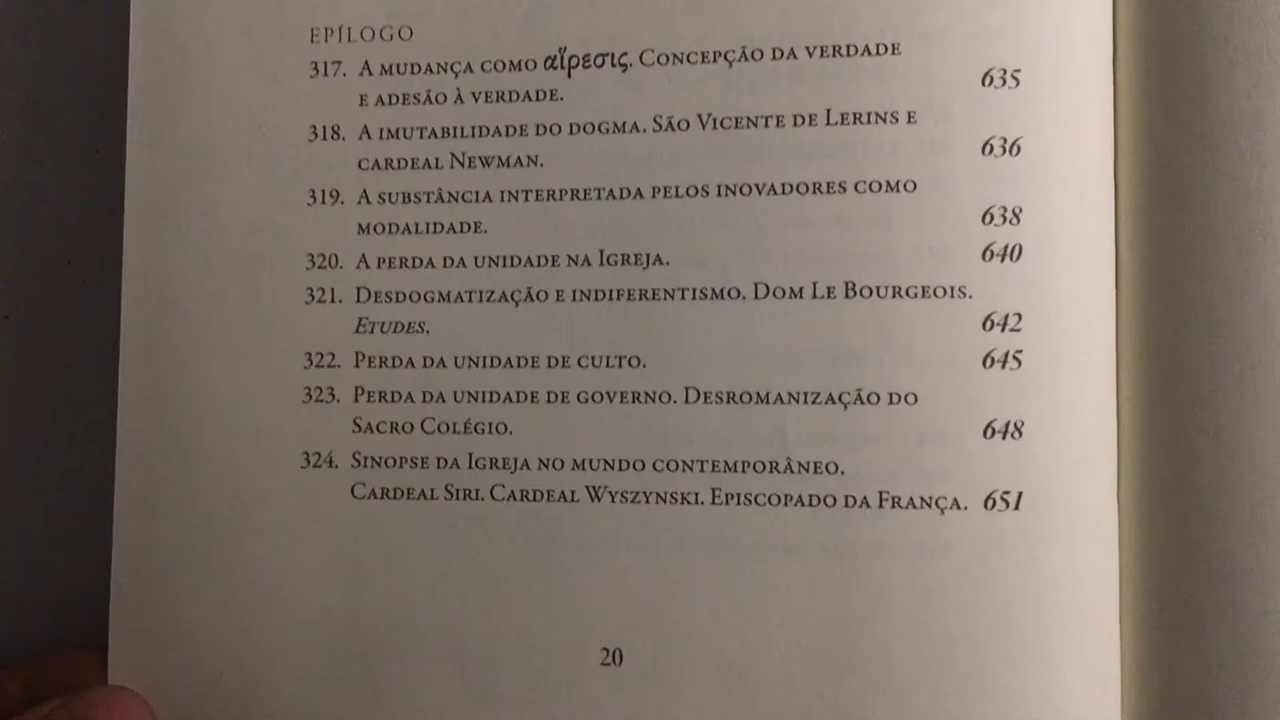 EPÍLOGO
317. A MUDANÇA COMO αἵρεσις. CONCEPÇÃO DA VERDADE
E ADESÃO À VERDADE. 635
318. A IMUTABILIDADE DO DOGMA. SÃO VICENTE DE LERINS E
CARDEAL NEWMAN. 636
319. A SUBSTÂNCIA INTERPRETADA PELOS INOVADORES COMO
MODALIDADE. 638
320. A PERDA DA UNIDADE NA IGREJA. 640
321. DESDOGMATIZAÇÃO E INDIFERENTISMO. DOM LE BOURGEOIS.
ETUDES. 642
322. PERDA DA UNIDADE DE CULTO. 645
323. PERDA DA UNIDADE DE GOVERNO. DESROMANIZAÇÃO DO
SACRO COLÉGIO. 648
324. SINOPSE DA IGREJA NO MUNDO CONTEMPORÂNEO.
CARDEAL SIRI. CARDEAL WYSZYNSKI. EPISCOPADO DA FRANÇA. 651
20